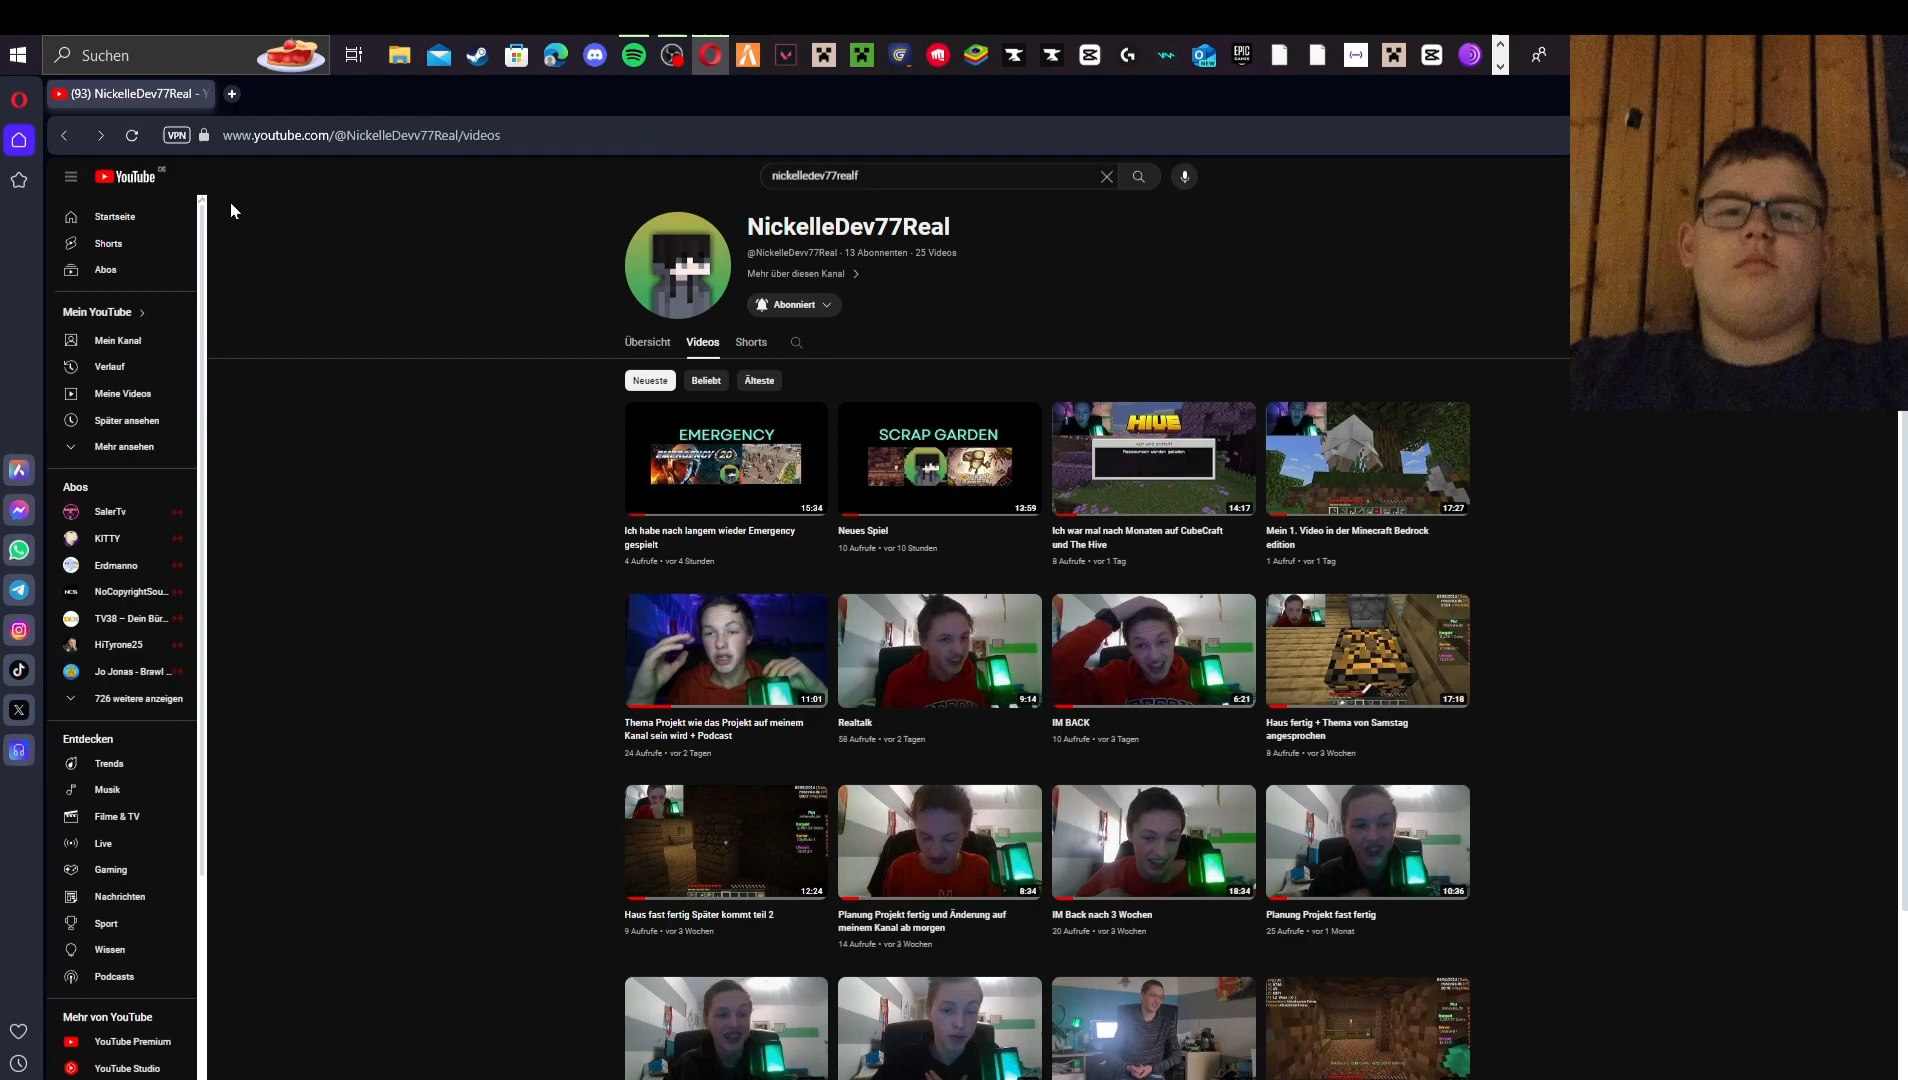 Suchen
(93) NickelleDev77Real - Y
VPN
www.youtube.com/@NickelleDevv77Real/videos
YouTube DE
nickelledev77realf
Startseite
Shorts
Abos
Mein YouTube
Mein Kanal
Verlauf
Meine Videos
Später ansehen
Mehr ansehen
Abos
SalerTv
KITTY
Erdmanno
NoCopyrightSou...
TV38 – Dein Bür...
HiTyrone25
Jo Jonas - Brawl ...
726 weitere anzeigen
Entdecken
Trends
Musik
Filme & TV
Live
Gaming
Nachrichten
Sport
Wissen
Podcasts
Mehr von YouTube
YouTube Premium
YouTube Studio
NickelleDev77Real
@NickelleDevv77Real · 13 Abonnenten · 25 Videos
Mehr über diesen Kanal
Abonniert
Übersicht
Videos
Shorts
Neueste
Beliebt
Älteste
EMERGENCY
EMERGENCY 20
15:34
SCRAP GARDEN
13:59
HIVE
Ressourcen werden geladen
14:17
17:27
Ich habe nach langem wieder Emergency
gespielt
4 Aufrufe • vor 4 Stunden
Neues Spiel
10 Aufrufe • vor 10 Stunden
Ich war mal nach Monaten auf CubeCraft
und The Hive
8 Aufrufe • vor 1 Tag
Mein 1. Video in der Minecraft Bedrock
edition
1 Aufruf • vor 1 Tag
11:01
9:14
6:21
17:18
Thema Projekt wie das Projekt auf meinem
Kanal sein wird + Podcast
24 Aufrufe • vor 2 Tagen
Realtalk
58 Aufrufe • vor 2 Tagen
IM BACK
10 Aufrufe • vor 3 Tagen
Haus fertig + Thema von Samstag
angesprochen
8 Aufrufe • vor 3 Wochen
12:24
8:34
18:34
10:36
Haus fast fertig Später kommt teil 2
9 Aufrufe • vor 3 Wochen
Planung Projekt fertig und Änderung auf
meinem Kanal ab morgen
14 Aufrufe • vor 3 Wochen
IM Back nach 3 Wochen
20 Aufrufe • vor 3 Wochen
Planung Projekt fast fertig
25 Aufrufe • vor 1 Monat